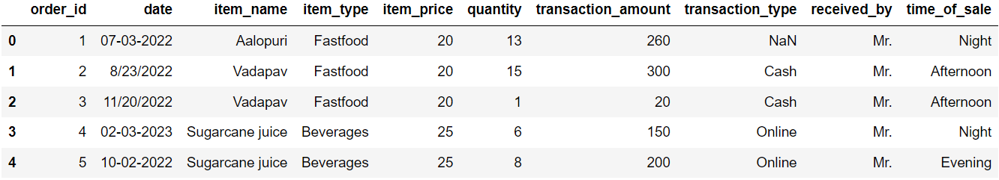 order_id date item_name item_type item_price quantity transaction_amount transaction_type received_by time_of_sale
0 1 07-03-2022 Aalopuri Fastfood 20 13 260 NaN Mr. Night
1 2 8/23/2022 Vadapav Fastfood 20 15 300 Cash Mr. Afternoon
2 3 11/20/2022 Vadapav Fastfood 20 1 20 Cash Mr. Afternoon
3 4 02-03-2023 Sugarcane juice Beverages 25 6 150 Online Mr. Night
4 5 10-02-2022 Sugarcane juice Beverages 25 8 200 Online Mr. Evening